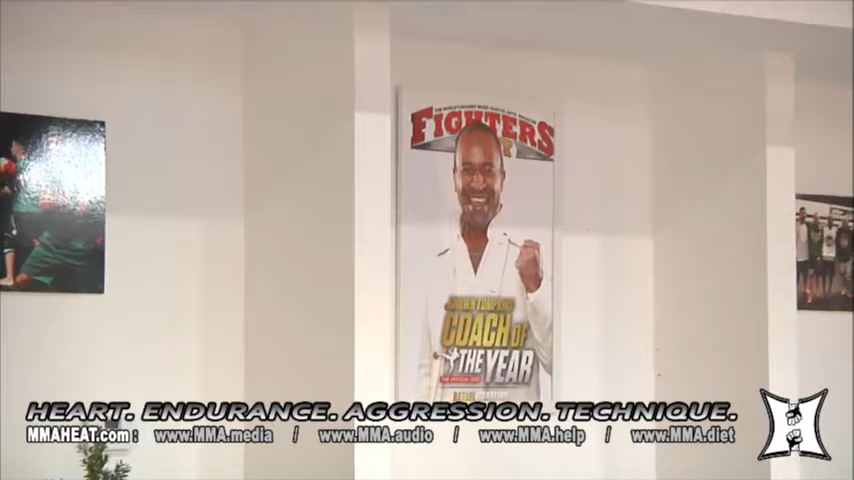 FIGHTERS
COACH OF
THE YEAR
HEART. ENDURANCE. AGGRESSION. TECHNIQUE.
MMAHEAT.com : www.MMA.media / www.MMA.audio / www.MMA.help / www.MMA.diet